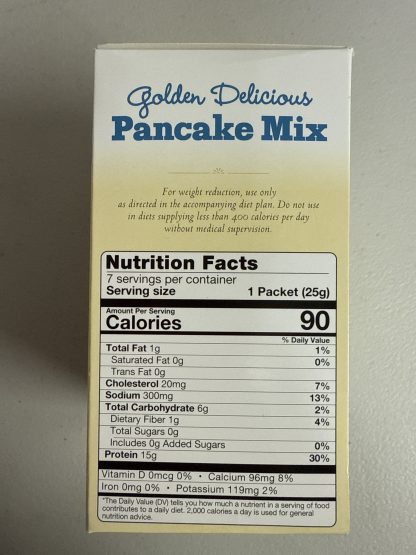 Golden Delicious
Pancake Mix
For weight reduction, use only
as directed in the accompanying diet plan. Do not use
in diets supplying less than 400 calories per day
without medical supervision.
Nutrition Facts
7 servings per container
Serving size 1 Packet (25g)
Amount Per Serving
Calories 90
% Daily Value
Total Fat 1g 1%
Saturated Fat 0g 0%
Trans Fat 0g
Cholesterol 20mg 7%
Sodium 300mg 13%
Total Carbohydrate 6g 2%
Dietary Fiber 1g 4%
Total Sugars 0g
Includes 0g Added Sugars 0%
Protein 15g 30%
Vitamin D 0mcg 0% • Calcium 96mg 8%
Iron 0mg 0% • Potassium 119mg 2%
*The Daily Value (DV) tells you how much a nutrient in a serving of food
contributes to a daily diet. 2,000 calories a day is used for general
nutrition advice.